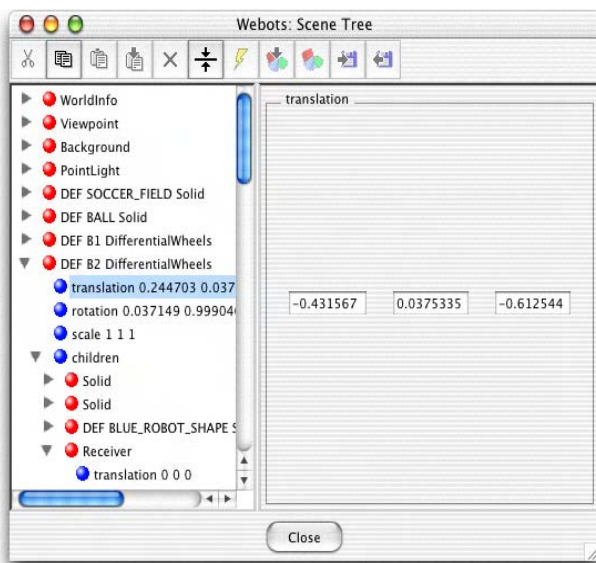 Webots: Scene Tree
WorldInfo
Viewpoint
Background
PointLight
DEF SOCCER_FIELD Solid
DEF BALL Solid
DEF B1 DifferentialWheels
DEF B2 DifferentialWheels
translation 0.244703 0.037
rotation 0.037149 0.99904
scale 1 1 1
children
Solid
Solid
DEF BLUE_ROBOT_SHAPE S
Receiver
translation 0 0 0
translation
-0.431567 0.0375335 -0.612544
Close